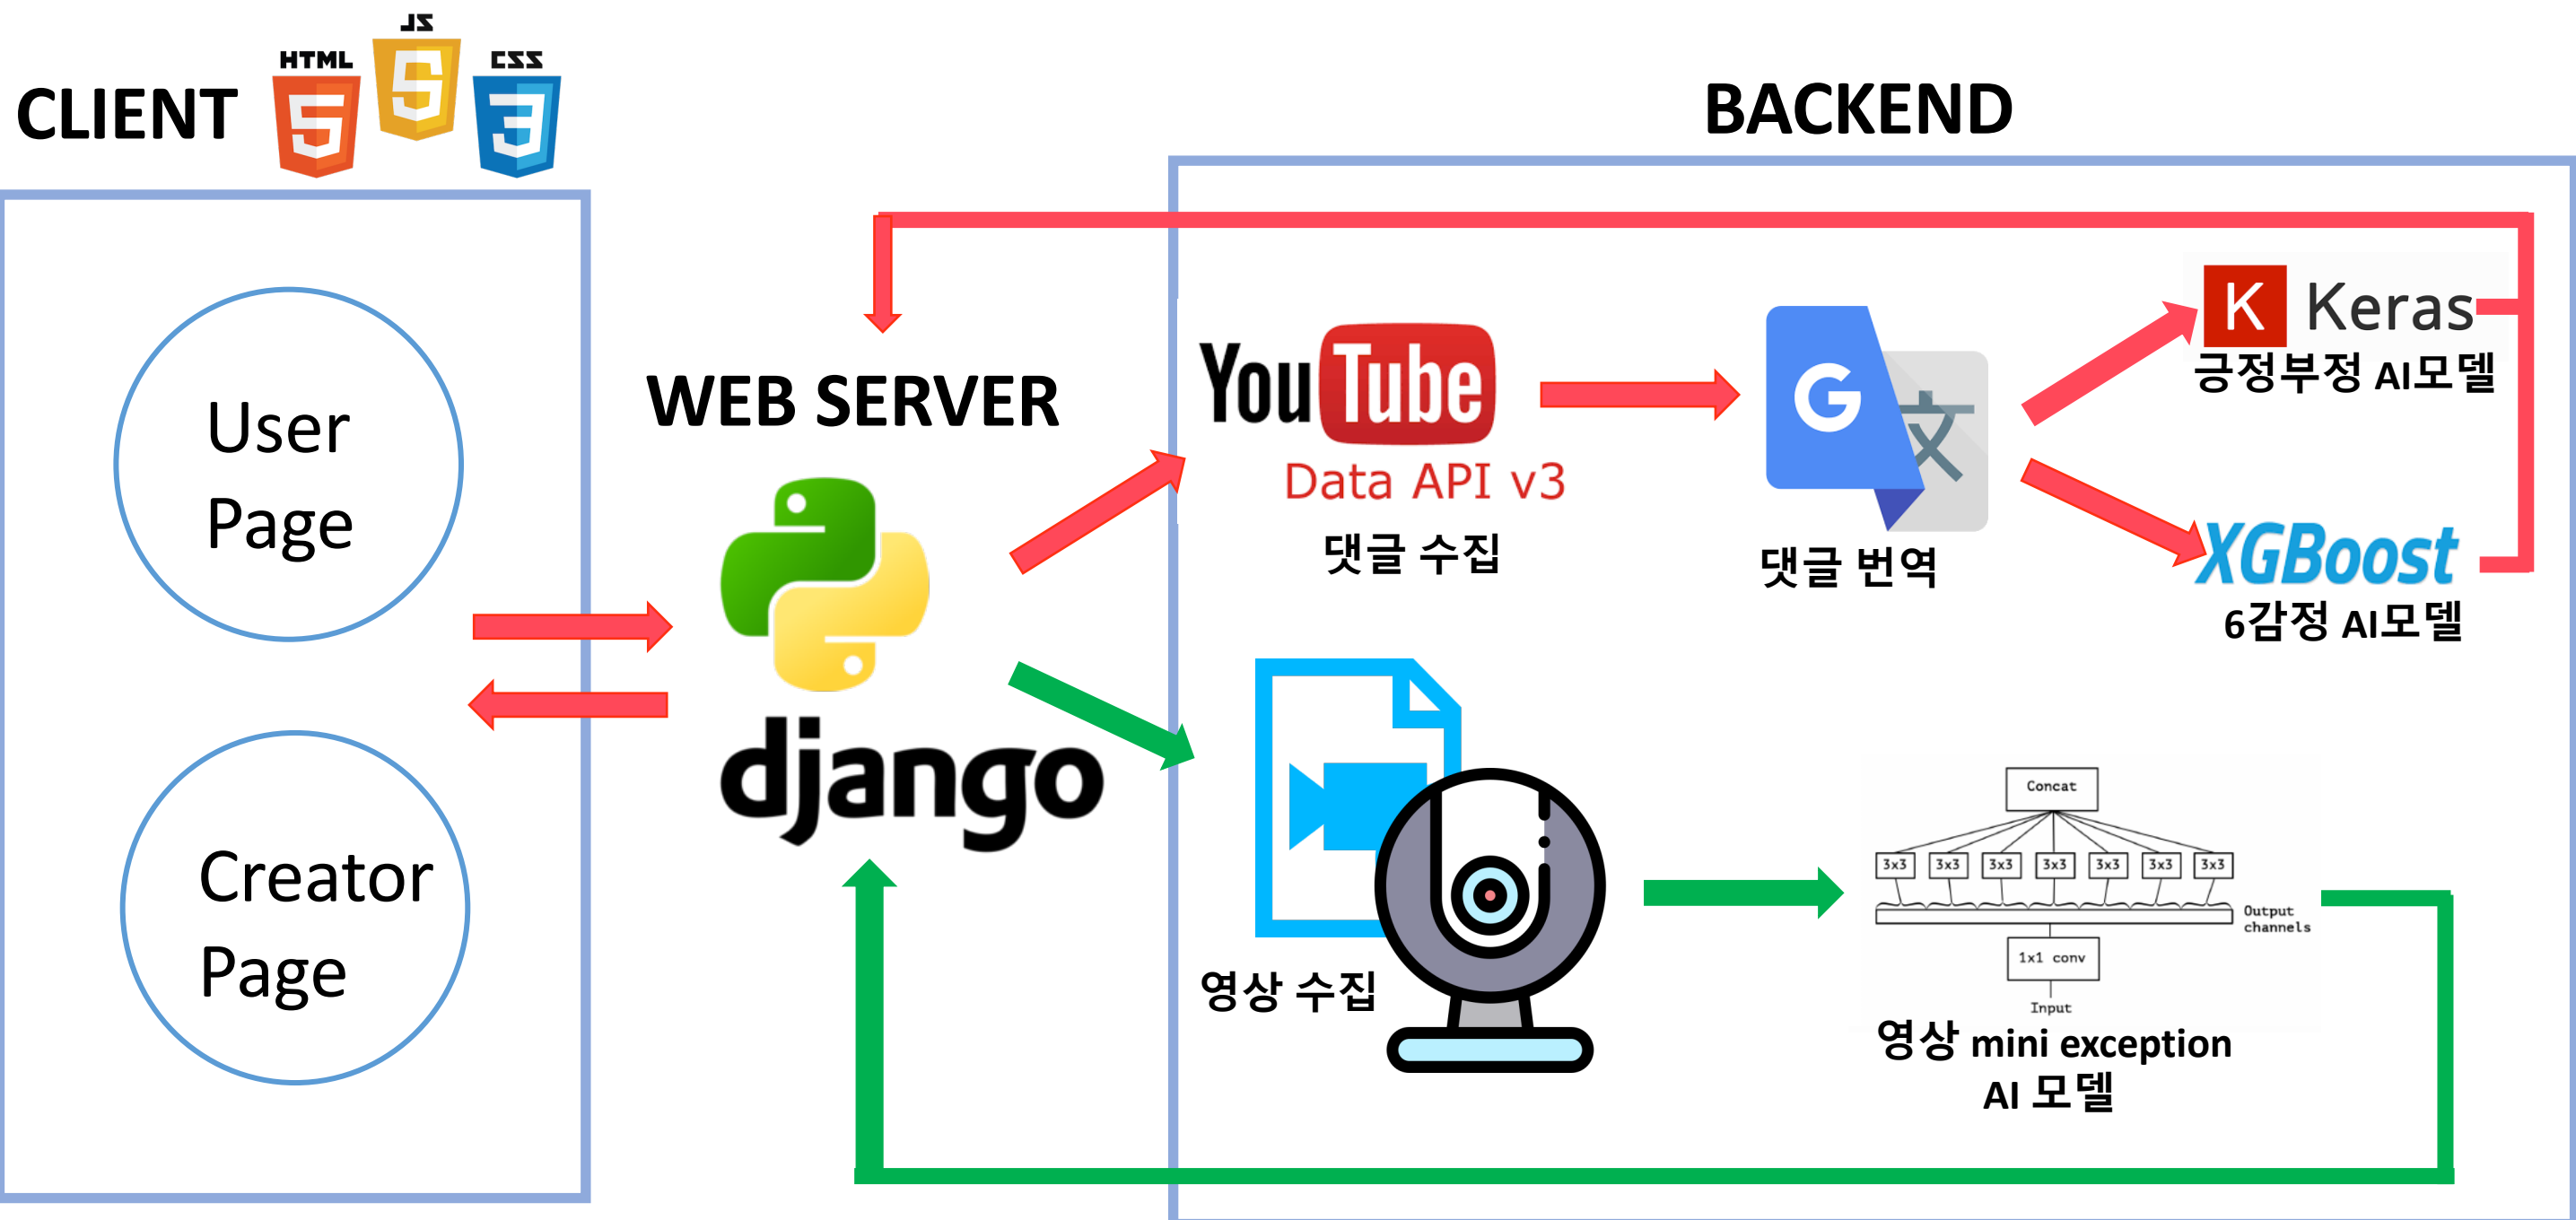 CLIENT
HTML
JS
CSS
BACKEND
User
Page
Creator
Page
WEB SERVER
django
YouTube
Data API v3
댓글 수집
G 文
댓글 번역
K Keras
긍정부정 AI모델
XGBoost
6감정 AI모델
영상 수집
Concat
3x3 3x3 3x3 3x3 3x3 3x3 3x3
Output
channels
1x1 conv
Input
영상 mini exception
AI 모델